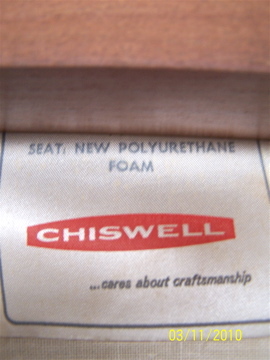 SEAT: NEW POLYURETHANE
FOAM
CHISWELL
...cares about craftsmanship
03/11/2010